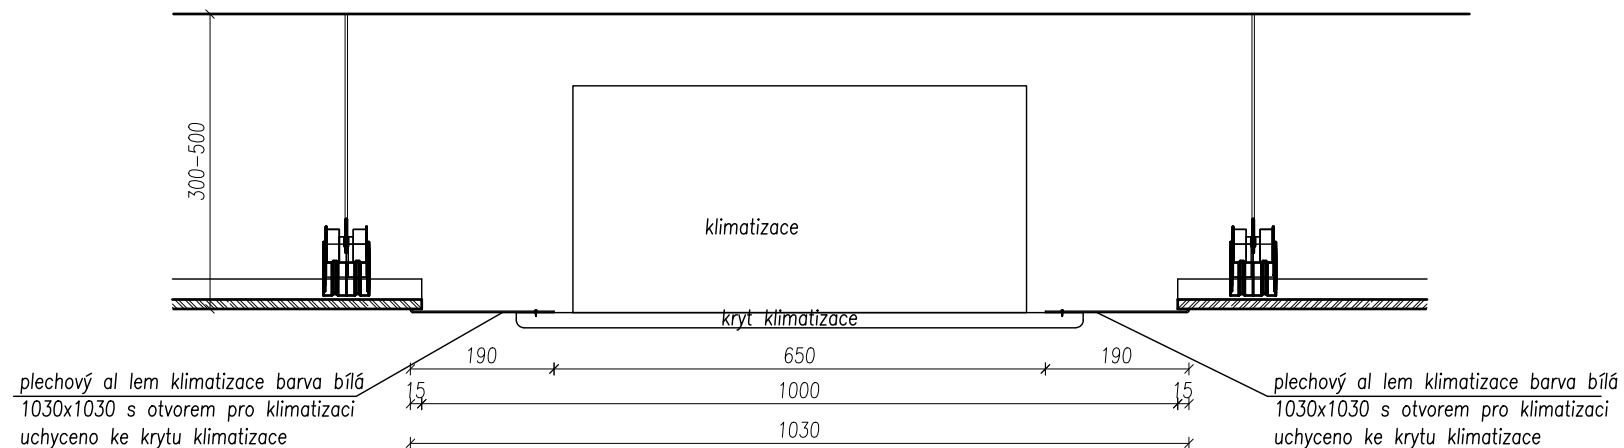 300-500
klimatizace
kryt klimatizace
190
650
190
plechový al lem klimatizace barva bílá
1030x1030 s otvorem pro klimatizaci
uchyceno ke krytu klimatizace
15
1000
15
1030
plechový al lem klimatizace barva bílá
1030x1030 s otvorem pro klimatizaci
uchyceno ke krytu klimatizace